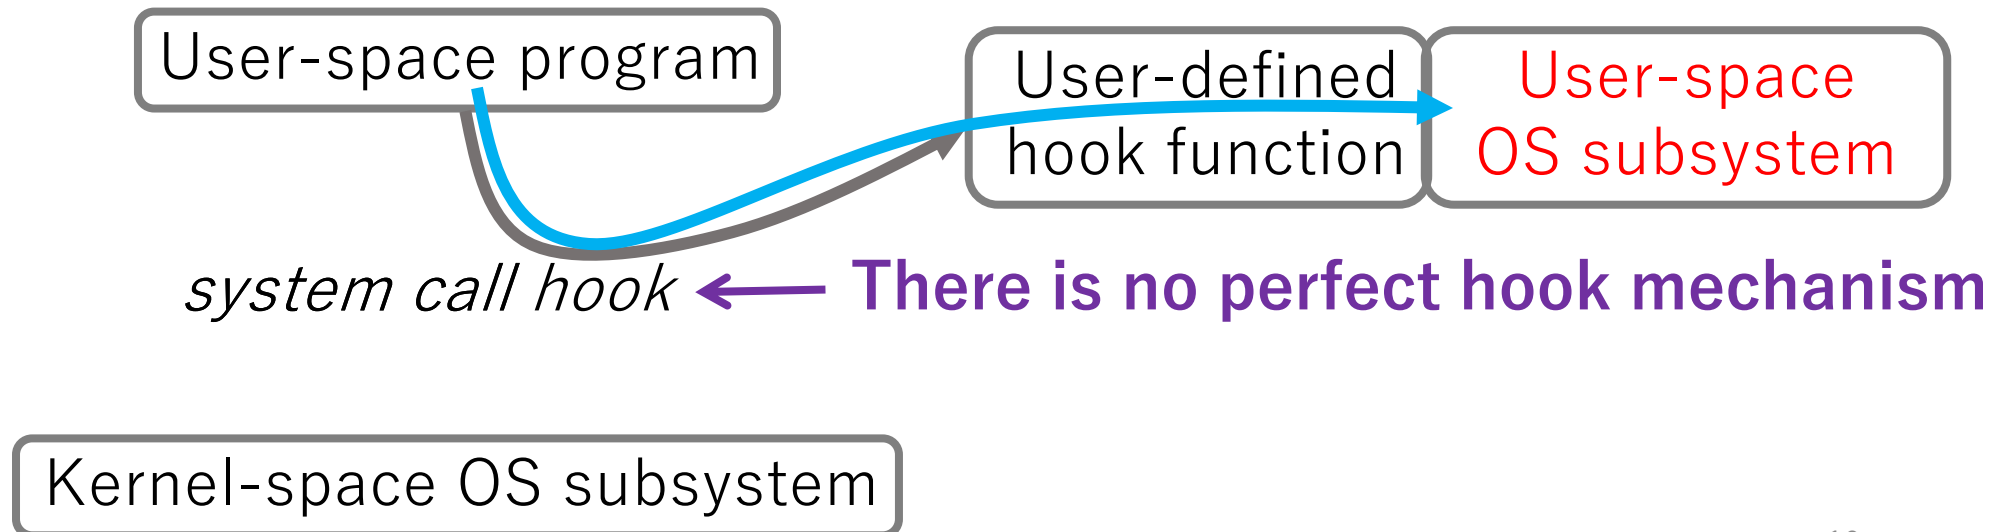 User-space program
User-defined
hook function
User-space
OS subsystem
system call hook
There is no perfect hook mechanism
Kernel-space OS subsystem